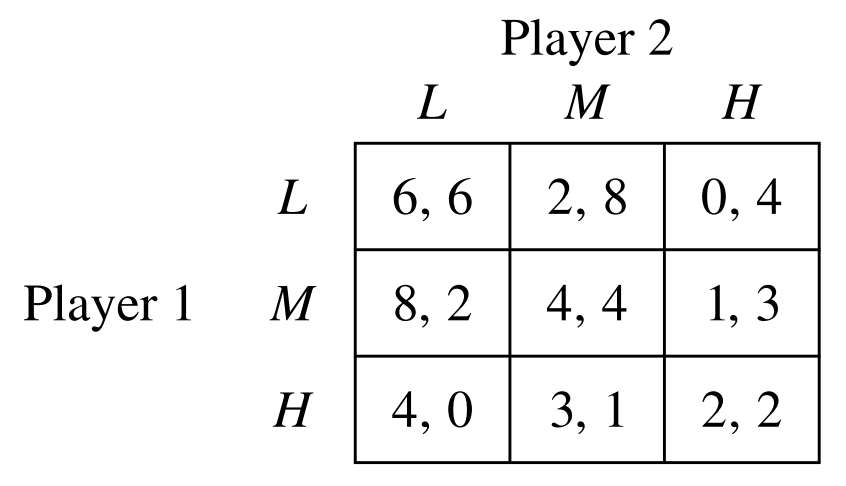 Player 2
L M H
L 6, 6 2, 8 0, 4
Player 1 M 8, 2 4, 4 1, 3
H 4, 0 3, 1 2, 2